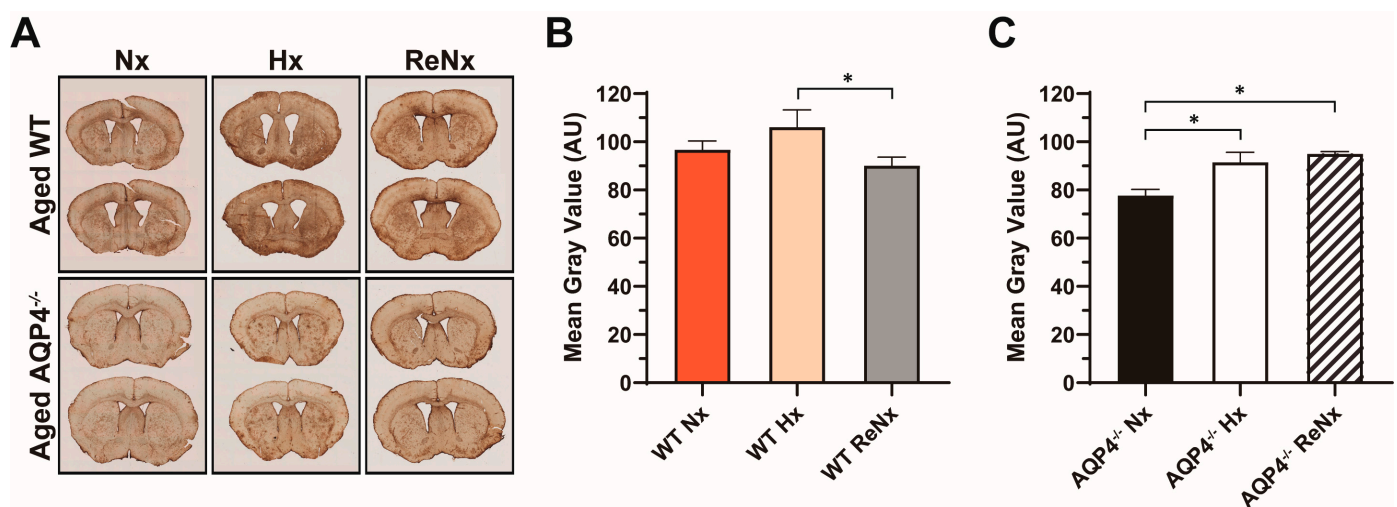 A
Nx
Hx
ReNx
Aged WT
Aged AQP4-/-
B
Mean Gray Value (AU)
120
100
80
60
40
20
0
*
WT Nx
WT Hx
WT ReNx
C
Mean Gray Value (AU)
120
100
80
60
40
20
0
*
*
AQP4-/- Nx
AQP4-/- Hx
AQP4-/- ReNx